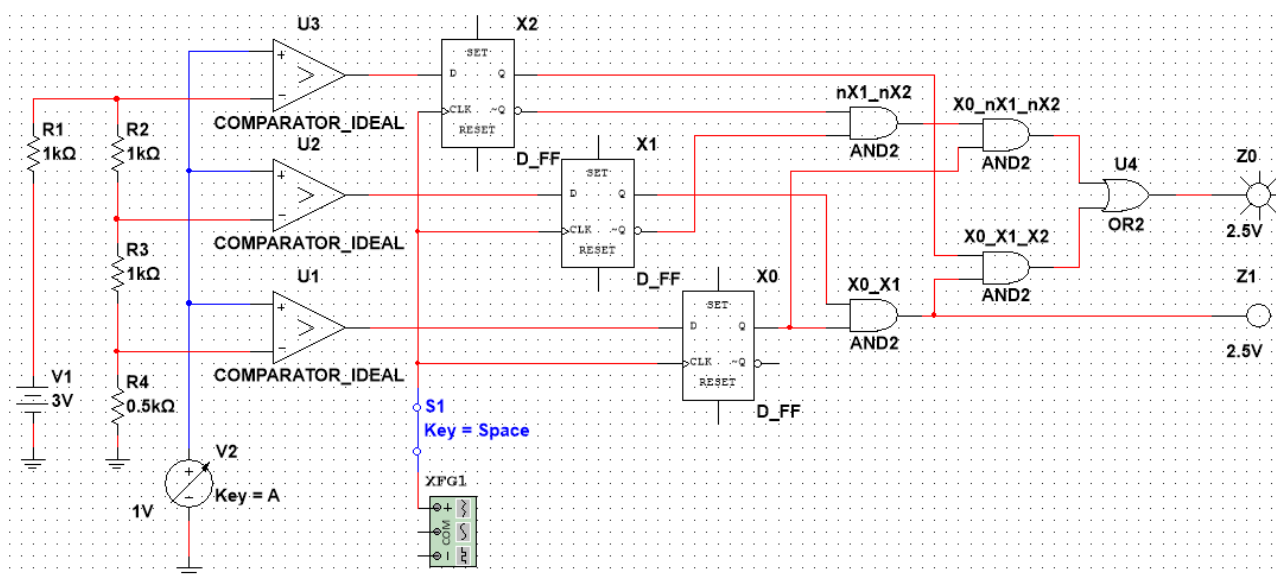 U3
+
>
−
COMPARATOR_IDEAL
X2
SET
D Q
CLK ~Q
RESET
D_FF
R1
1kΩ
R2
1kΩ
U2
+
>
−
COMPARATOR_IDEAL
X1
SET
D Q
CLK ~Q
RESET
D_FF
R3
1kΩ
U1
+
>
−
COMPARATOR_IDEAL
X0
SET
D Q
CLK ~Q
RESET
D_FF
nX1_nX2
AND2
X0_nX1_nX2
AND2
U4
OR2
Z0
2.5V
X0_X1_X2
AND2
X0_X1
AND2
Z1
2.5V
V1
3V
R4
0.5kΩ
V2
+
−
Key = A
1V
S1
Key = Space
XFG1
+
COM
−